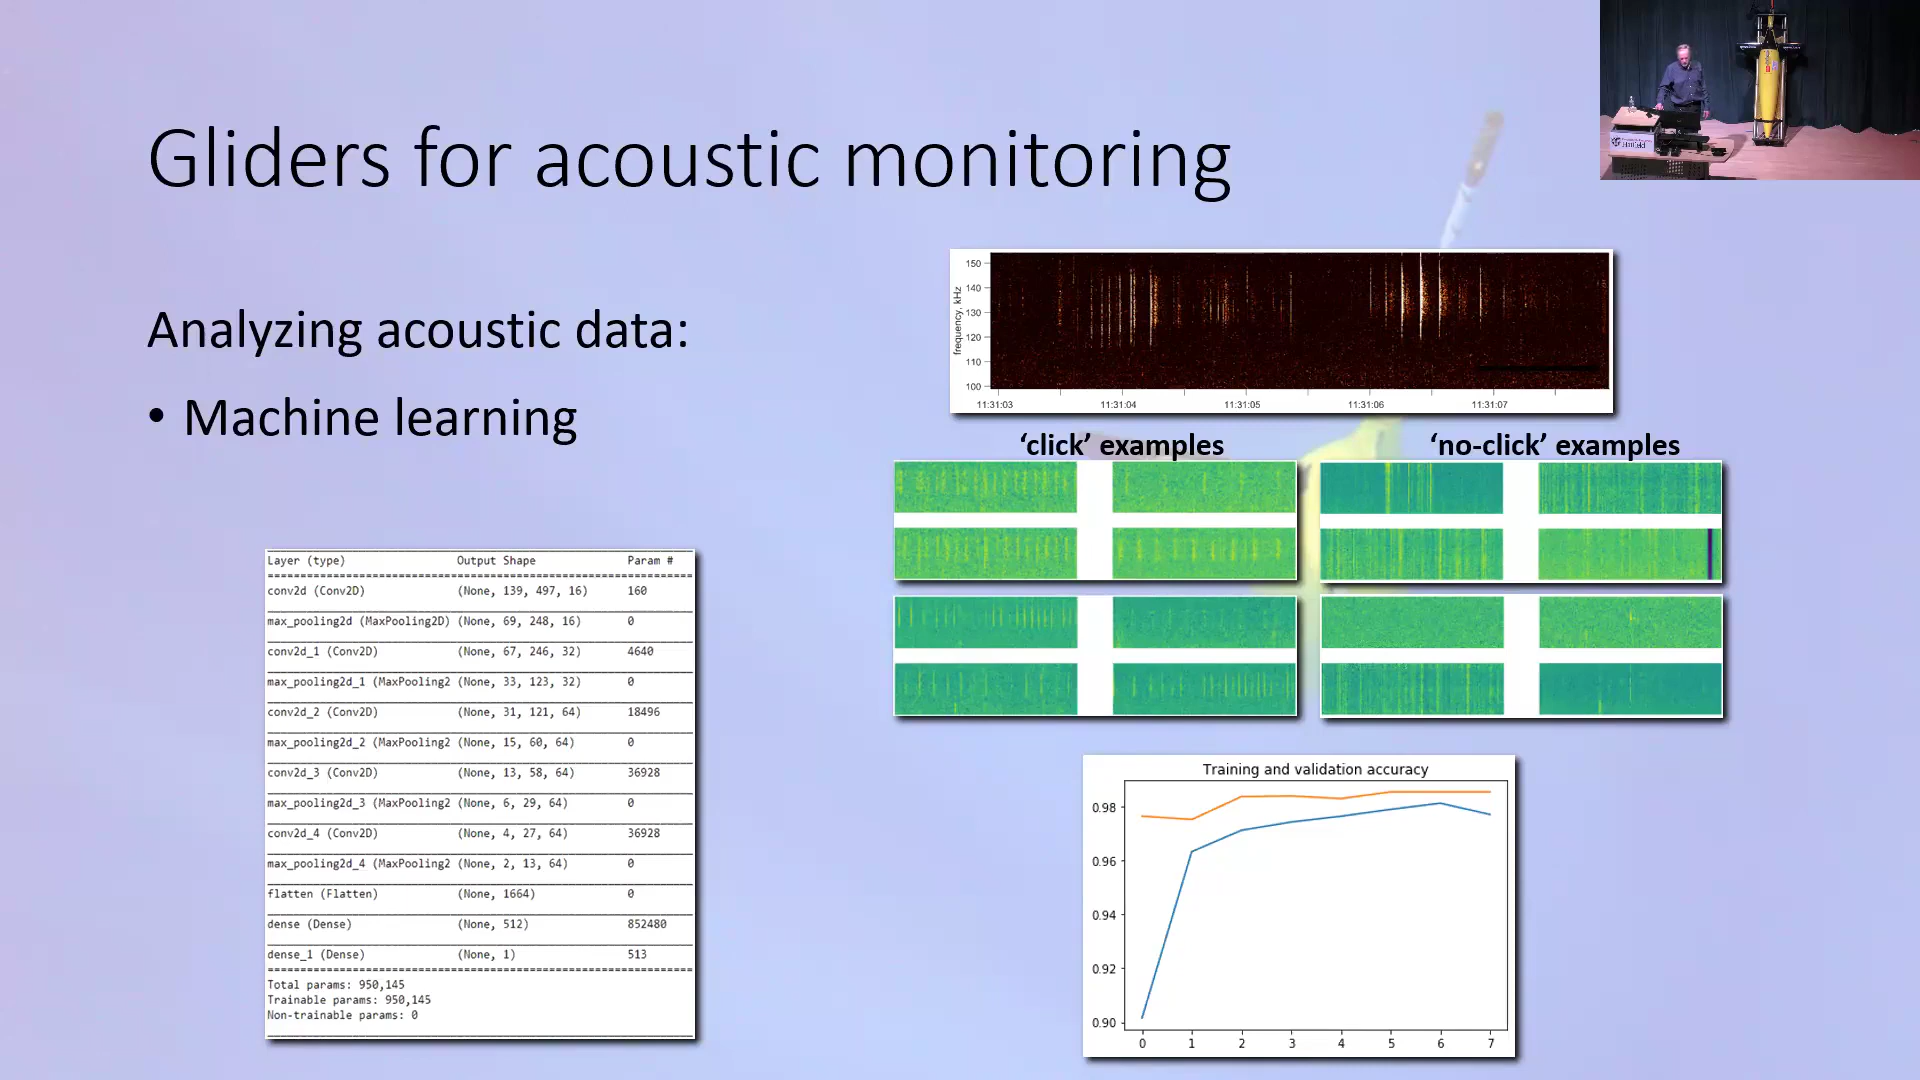 Gliders for acoustic monitoring
Analyzing acoustic data:
• Machine learning
frequency, kHz
150
140
130
120
110
100
11:31:03 11:31:04 11:31:05 11:31:06 11:31:07
‘click’ examples ‘no-click’ examples
Layer (type) Output Shape Param #
conv2d (Conv2D) (None, 139, 497, 16) 160
max_pooling2d (MaxPooling2D) (None, 69, 248, 16) 0
conv2d_1 (Conv2D) (None, 67, 246, 32) 4640
max_pooling2d_1 (MaxPooling2 (None, 33, 123, 32) 0
conv2d_2 (Conv2D) (None, 31, 121, 64) 18496
max_pooling2d_2 (MaxPooling2 (None, 15, 60, 64) 0
conv2d_3 (Conv2D) (None, 13, 58, 64) 36928
max_pooling2d_3 (MaxPooling2 (None, 6, 29, 64) 0
conv2d_4 (Conv2D) (None, 4, 27, 64) 36928
max_pooling2d_4 (MaxPooling2 (None, 2, 13, 64) 0
flatten (Flatten) (None, 1664) 0
dense (Dense) (None, 512) 852480
dense_1 (Dense) (None, 1) 513
Total params: 950,145
Trainable params: 950,145
Non-trainable params: 0
Training and validation accuracy
0.98
0.96
0.94
0.92
0.90
0 1 2 3 4 5 6 7